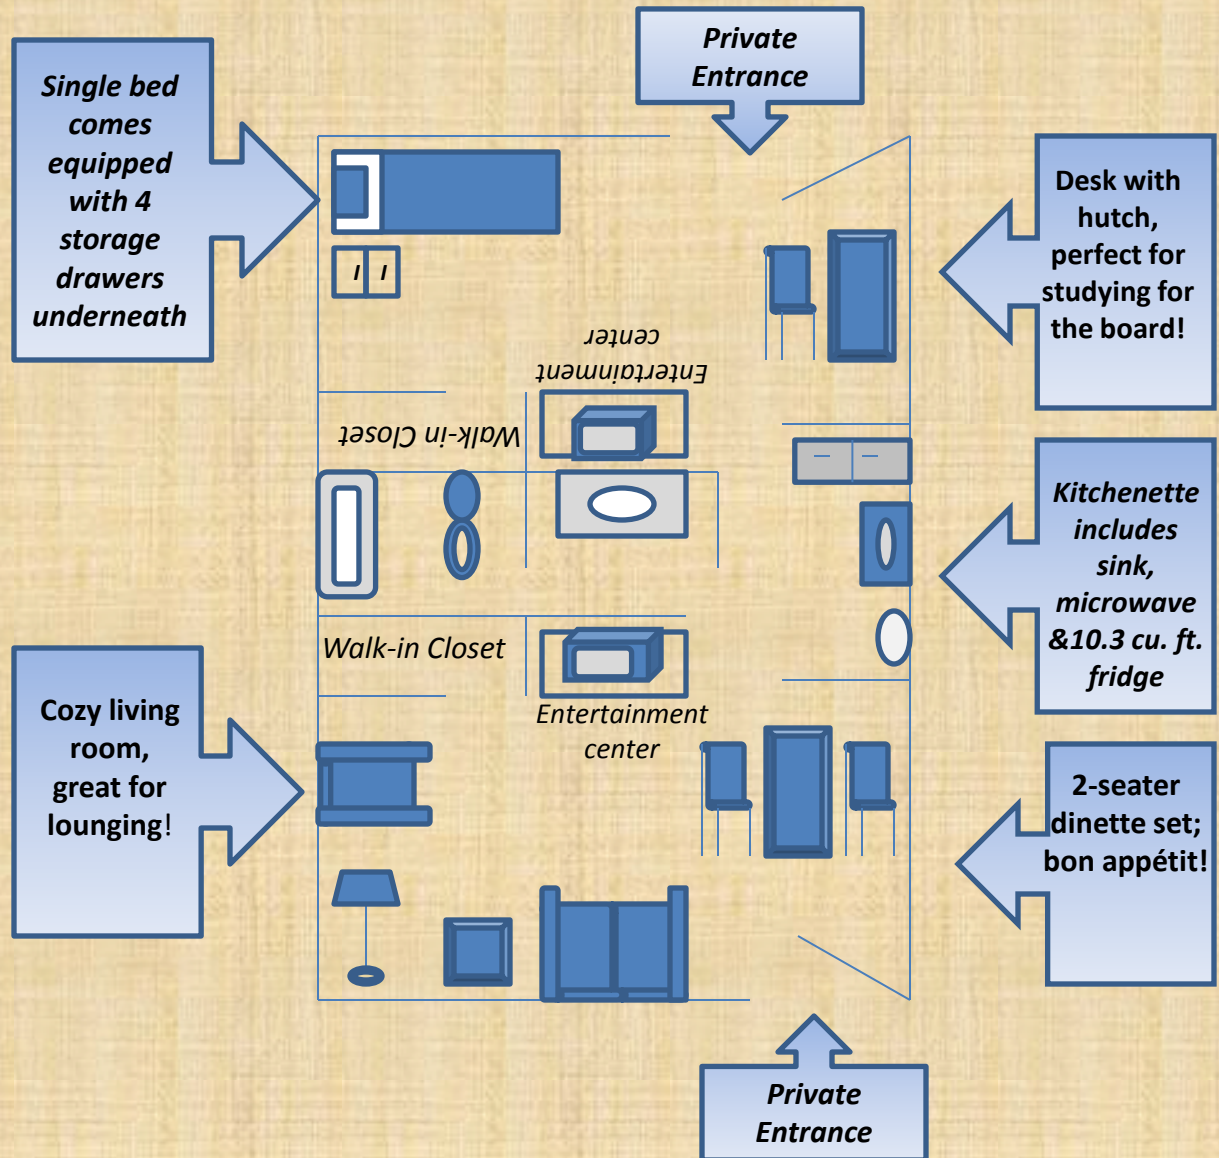 Private
Entrance
Single bed
comes
equipped
with 4
storage
drawers
underneath
Desk with
hutch,
perfect for
studying for
the board!
Entertainment
center
Walk-in Closet
Kitchenette
includes
sink,
microwave
&10.3 cu. ft.
fridge
Walk-in Closet
Entertainment
center
Cozy living
room,
great for
lounging!
2-seater
dinette set;
bon appétit!
Private
Entrance